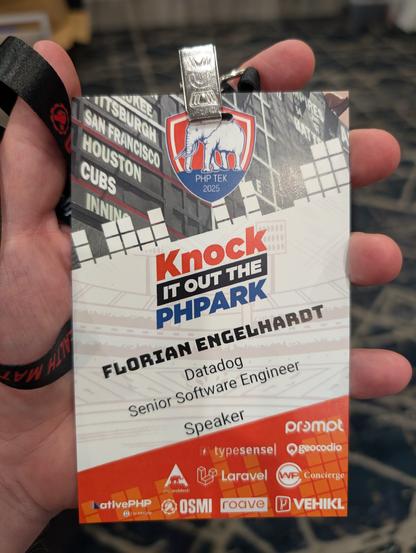 PITTSBURGH
SAN FRANCISCO
HOUSTON
CUBS
INNING
PHP TEK
2025
Knock
IT OUT THE
PHPARK
FLORIAN ENGELHARDT
Datadog
Senior Software Engineer
Speaker
prompt
typesense|
geocodio
Laravel
WP Concierge
NativePHP
OSMI
roave
VEHIKL